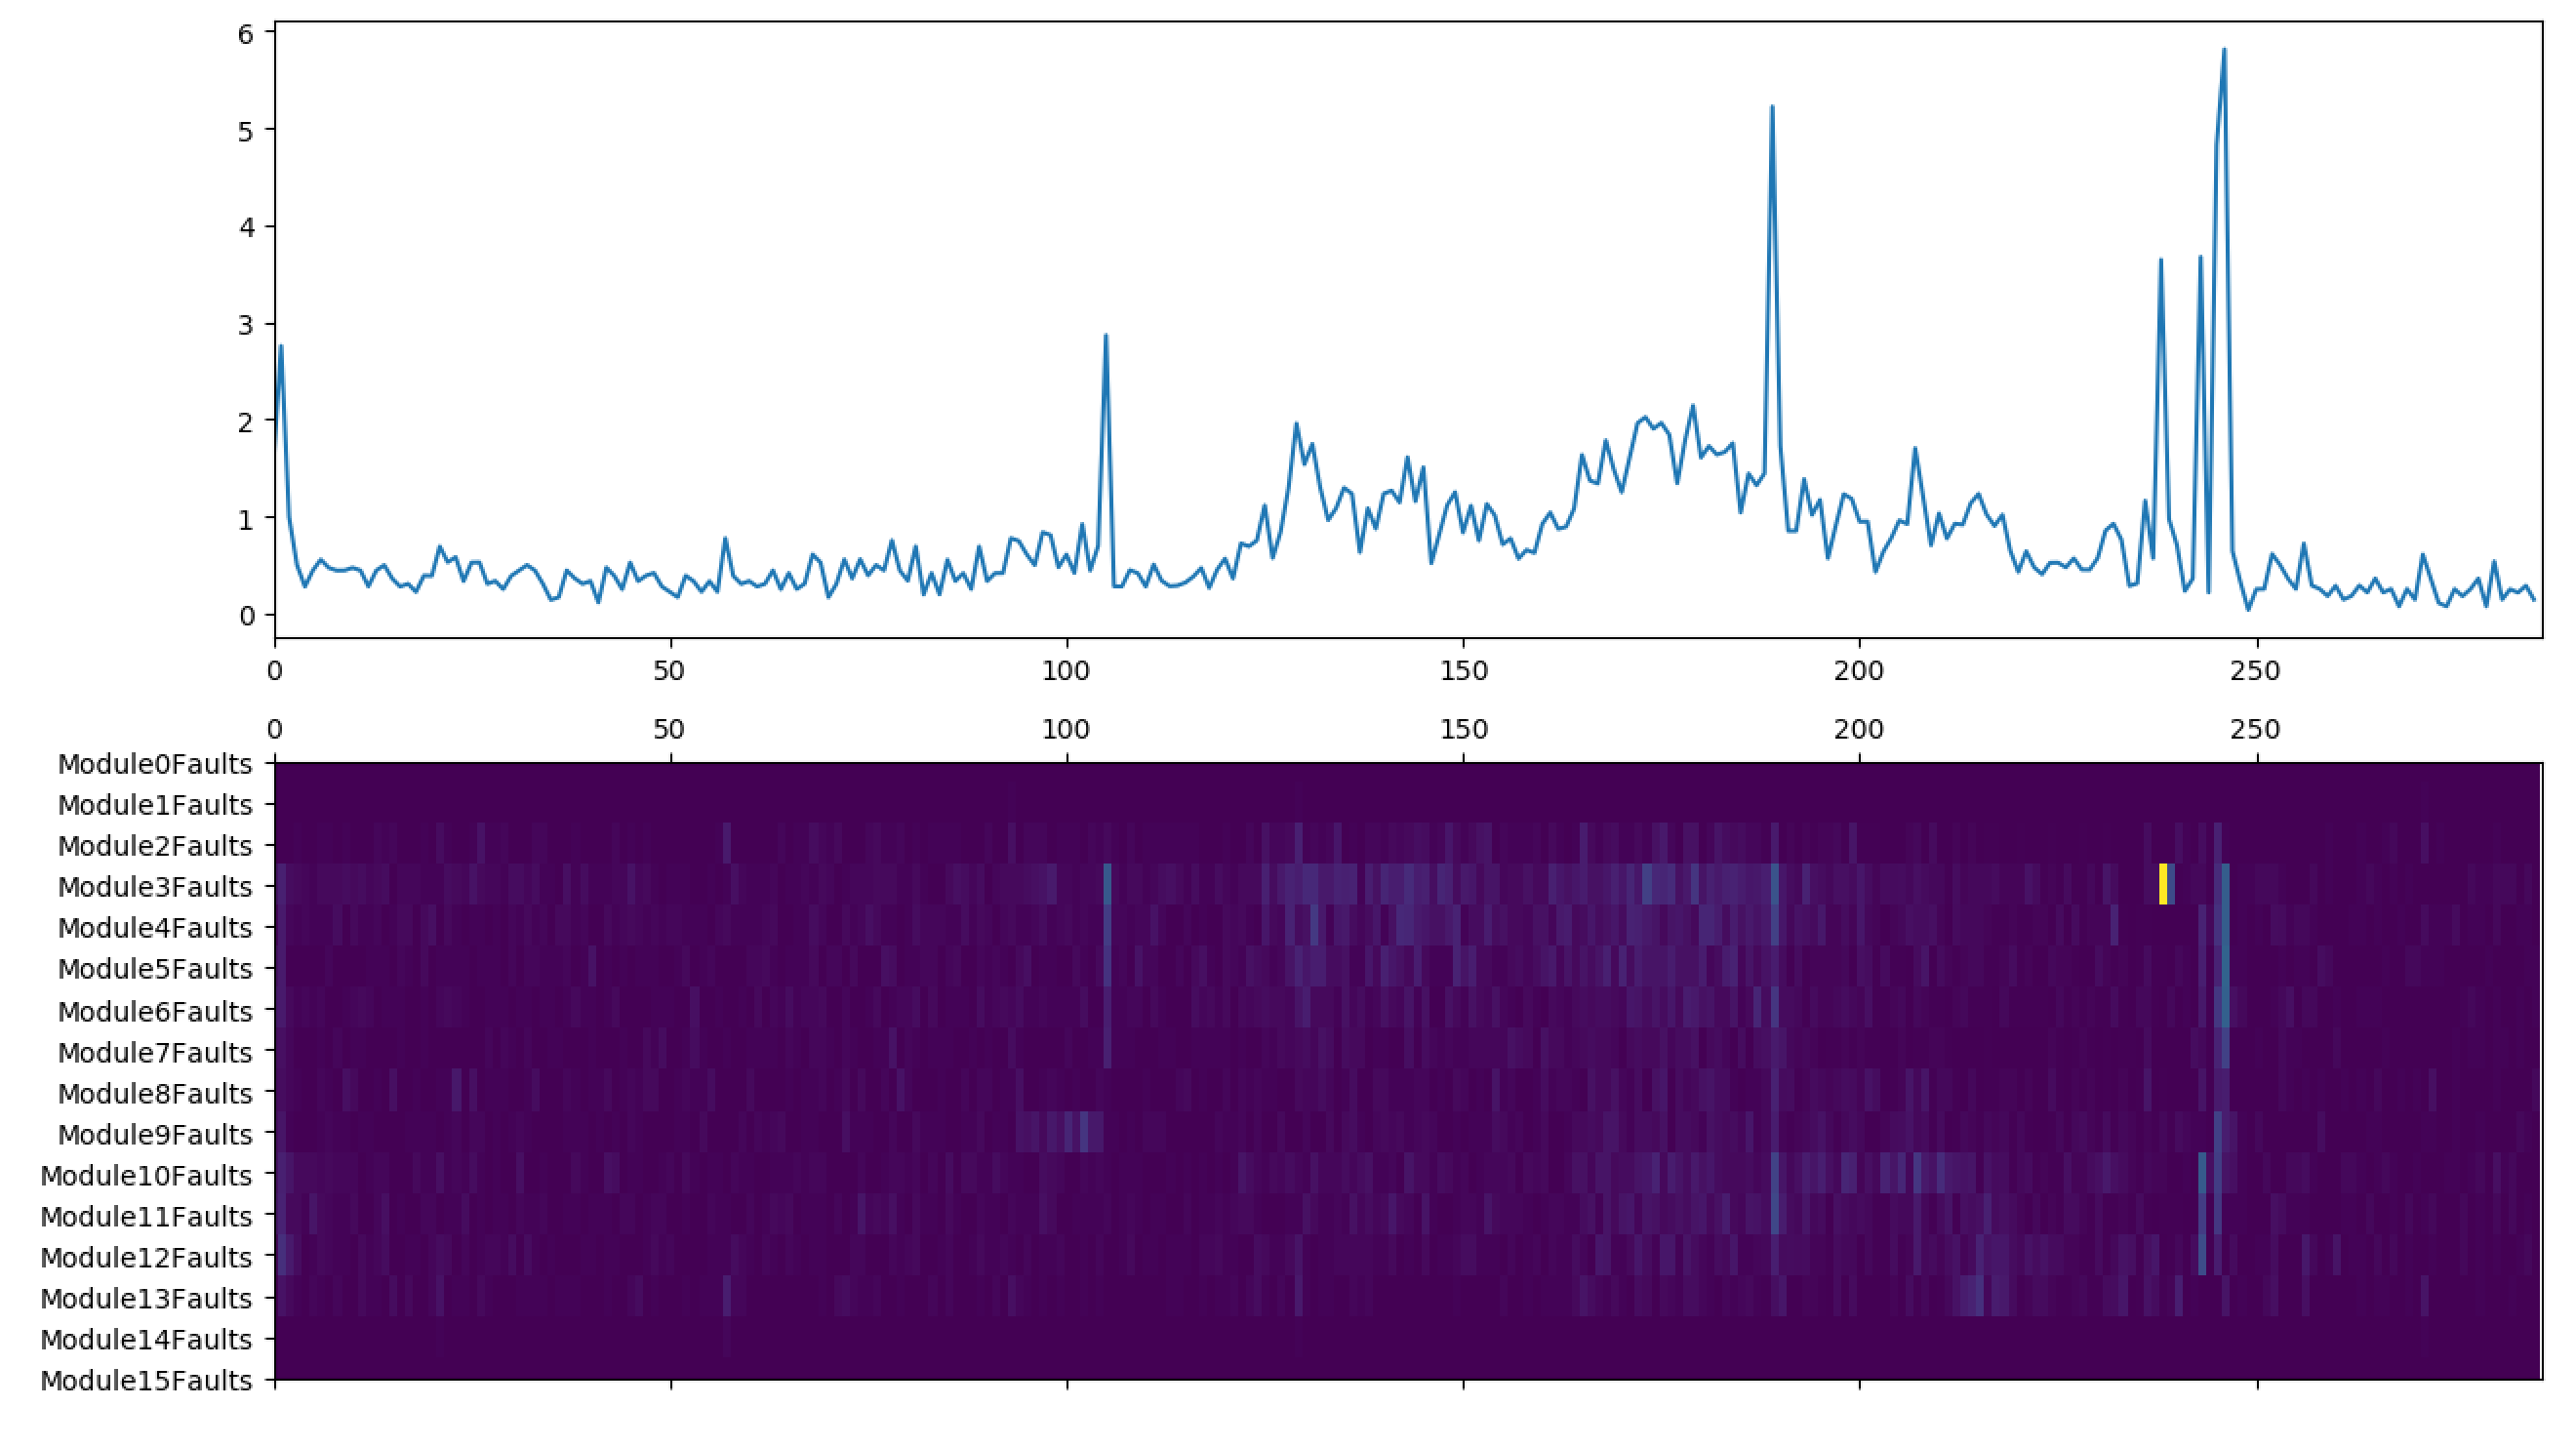 6
5
4
3
2
1
0
0 50 100 150 200 250
0 50 100 150 200 250
Module0Faults
Module1Faults
Module2Faults
Module3Faults
Module4Faults
Module5Faults
Module6Faults
Module7Faults
Module8Faults
Module9Faults
Module10Faults
Module11Faults
Module12Faults
Module13Faults
Module14Faults
Module15Faults